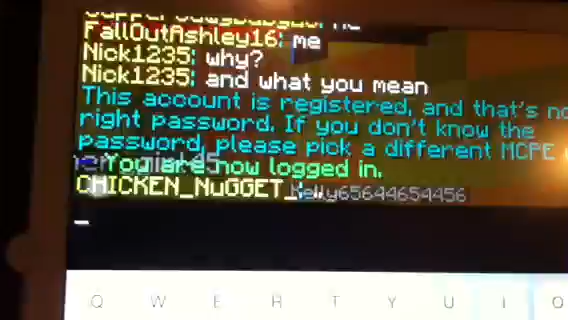 FallOutAshley16: me
Nick1235: why?
Nick1235: and what you mean
This account is registered, and that's no
right password. If you don't know the
password, please pick a different MCPE
You are now logged in.
CHICKEN_NuGGET_
Kelly65644654456
_
Q W E R T Y U I O